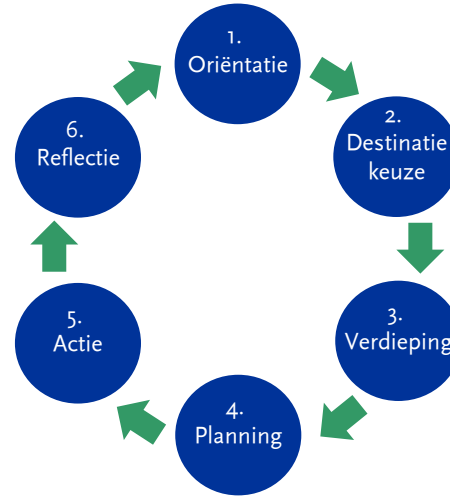 1.
Oriëntatie
2.
Destinatie
keuze
3.
Verdieping
4.
Planning
5.
Actie
6.
Reflectie